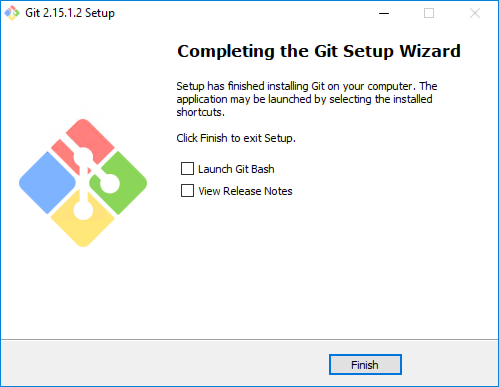 Git 2.15.1.2 Setup
Completing the Git Setup Wizard
Setup has finished installing Git on your computer. The
application may be launched by selecting the installed
shortcuts.
Click Finish to exit Setup.
Launch Git Bash
View Release Notes
Finish